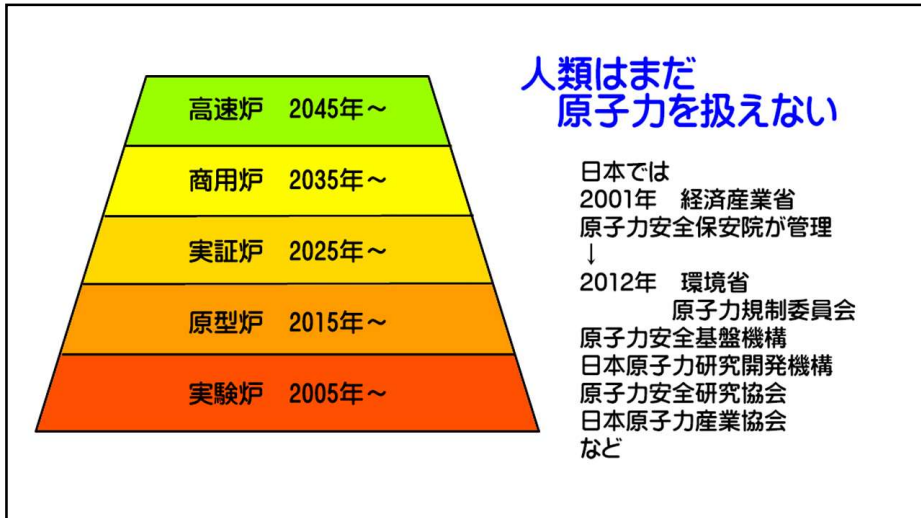 人類はまだ
原子力を扱えない
高速炉 2045年～
商用炉 2035年～
実証炉 2025年～
原型炉 2015年～
実験炉 2005年～
日本では
2001年 経済産業省
原子力安全保安院が管理
↓
2012年 環境省
原子力規制委員会
原子力安全基盤機構
日本原子力研究開発機構
原子力安全研究協会
日本原子力産業協会
など